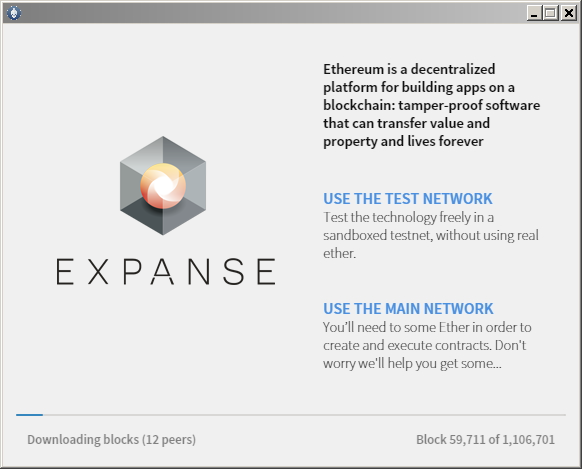 Ethereum is a decentralized
platform for building apps on a
blockchain: tamper-proof software
that can transfer value and
property and lives forever
EXPANSE
USE THE TEST NETWORK
Test the technology freely in a
sandboxed testnet, without using real
ether.
USE THE MAIN NETWORK
You'll need to some Ether in order to
create and execute contracts. Don't
worry we'll help you get some...
Downloading blocks (12 peers)
Block 59,711 of 1,106,701